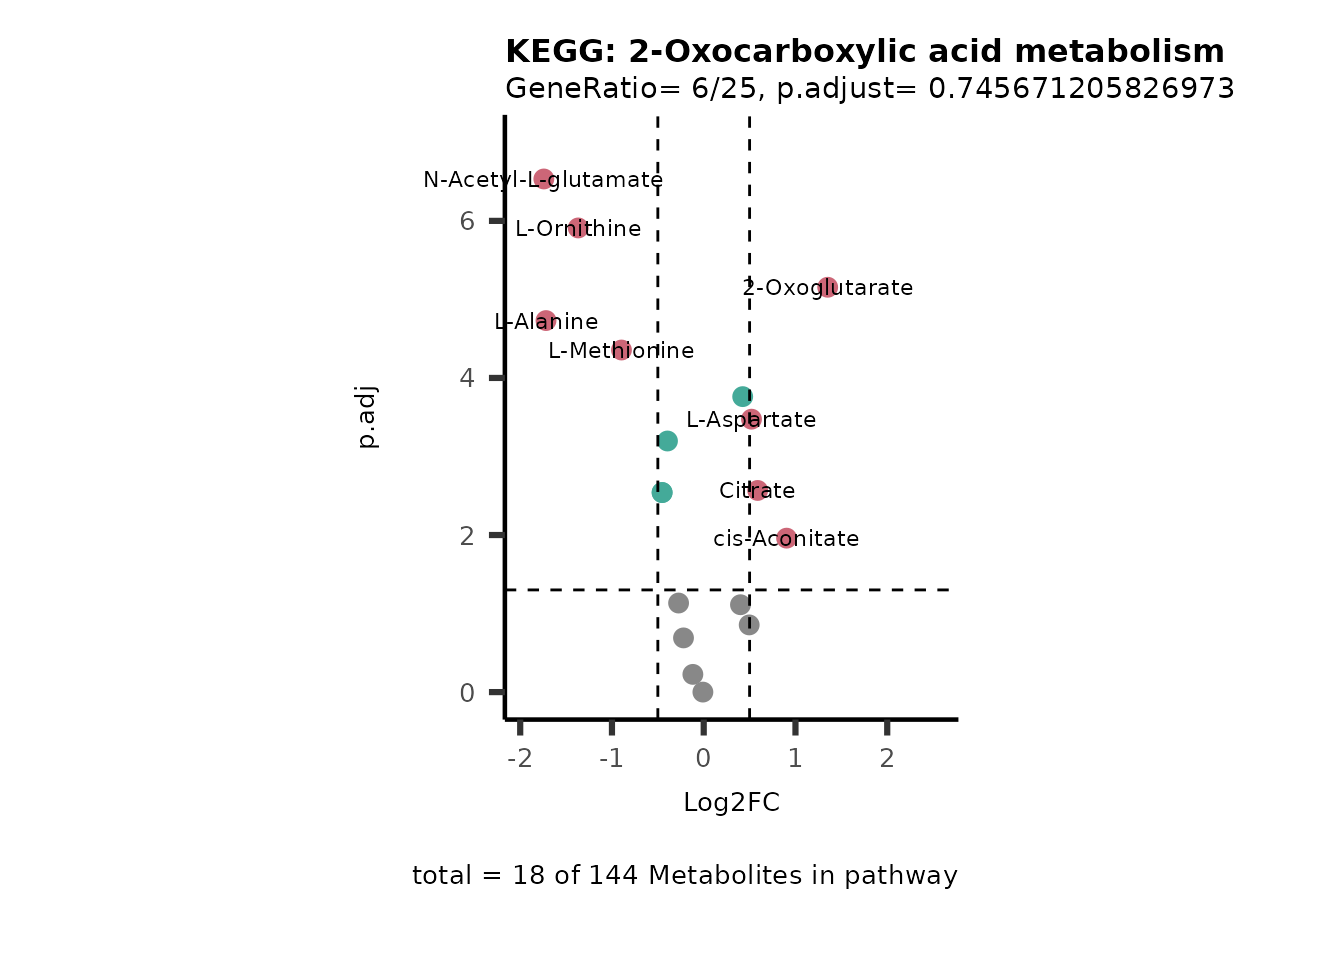 KEGG: 2-Oxocarboxylic acid metabolism
GeneRatio= 6/25, p.adjust= 0.745671205826973
N-Acetyl-L-glutamate
6
L-Ornithine
2-Oxoglutarate
L-Alanine
L-Methionine
4
p.adj
L-Aspartate
Citrate
2
cis-Aconitate
0
-2 -1 0 1 2
Log2FC
total = 18 of 144 Metabolites in pathway